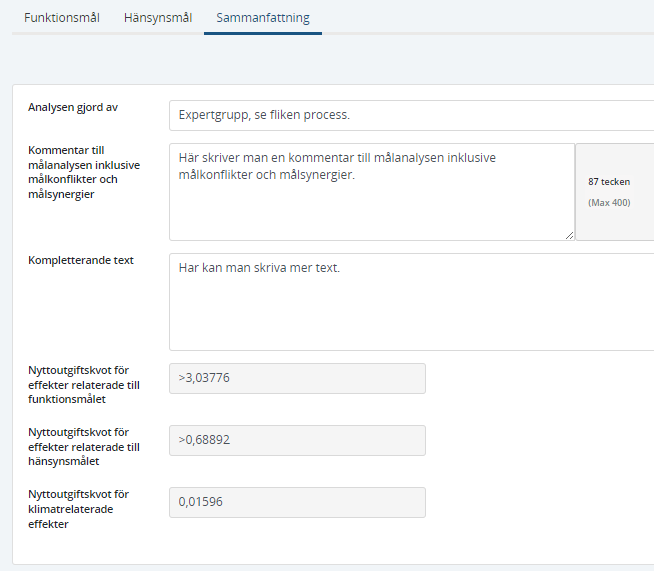 Funktionsmål Hänsynsmål Sammanfattning
Analysen gjord av
Expertgrupp, se fliken process.
Kommentar till
målanalysen inklusive
målkonflikter och
målsynergier
Här skriver man en kommentar till målanalysen inklusive
målkonflikter och målsynergier.
87 tecken
(Max 400)
Kompletterande text
Har kan man skriva mer text.
Nyttoutgiftskvot för
effekter relaterade till
funktionsmålet
>3,03776
Nyttoutgiftskvot för
effekter relaterade till
hänsynsmålet
>0,68892
Nyttoutgiftskvot för
klimatrelaterade
effekter
0,01596